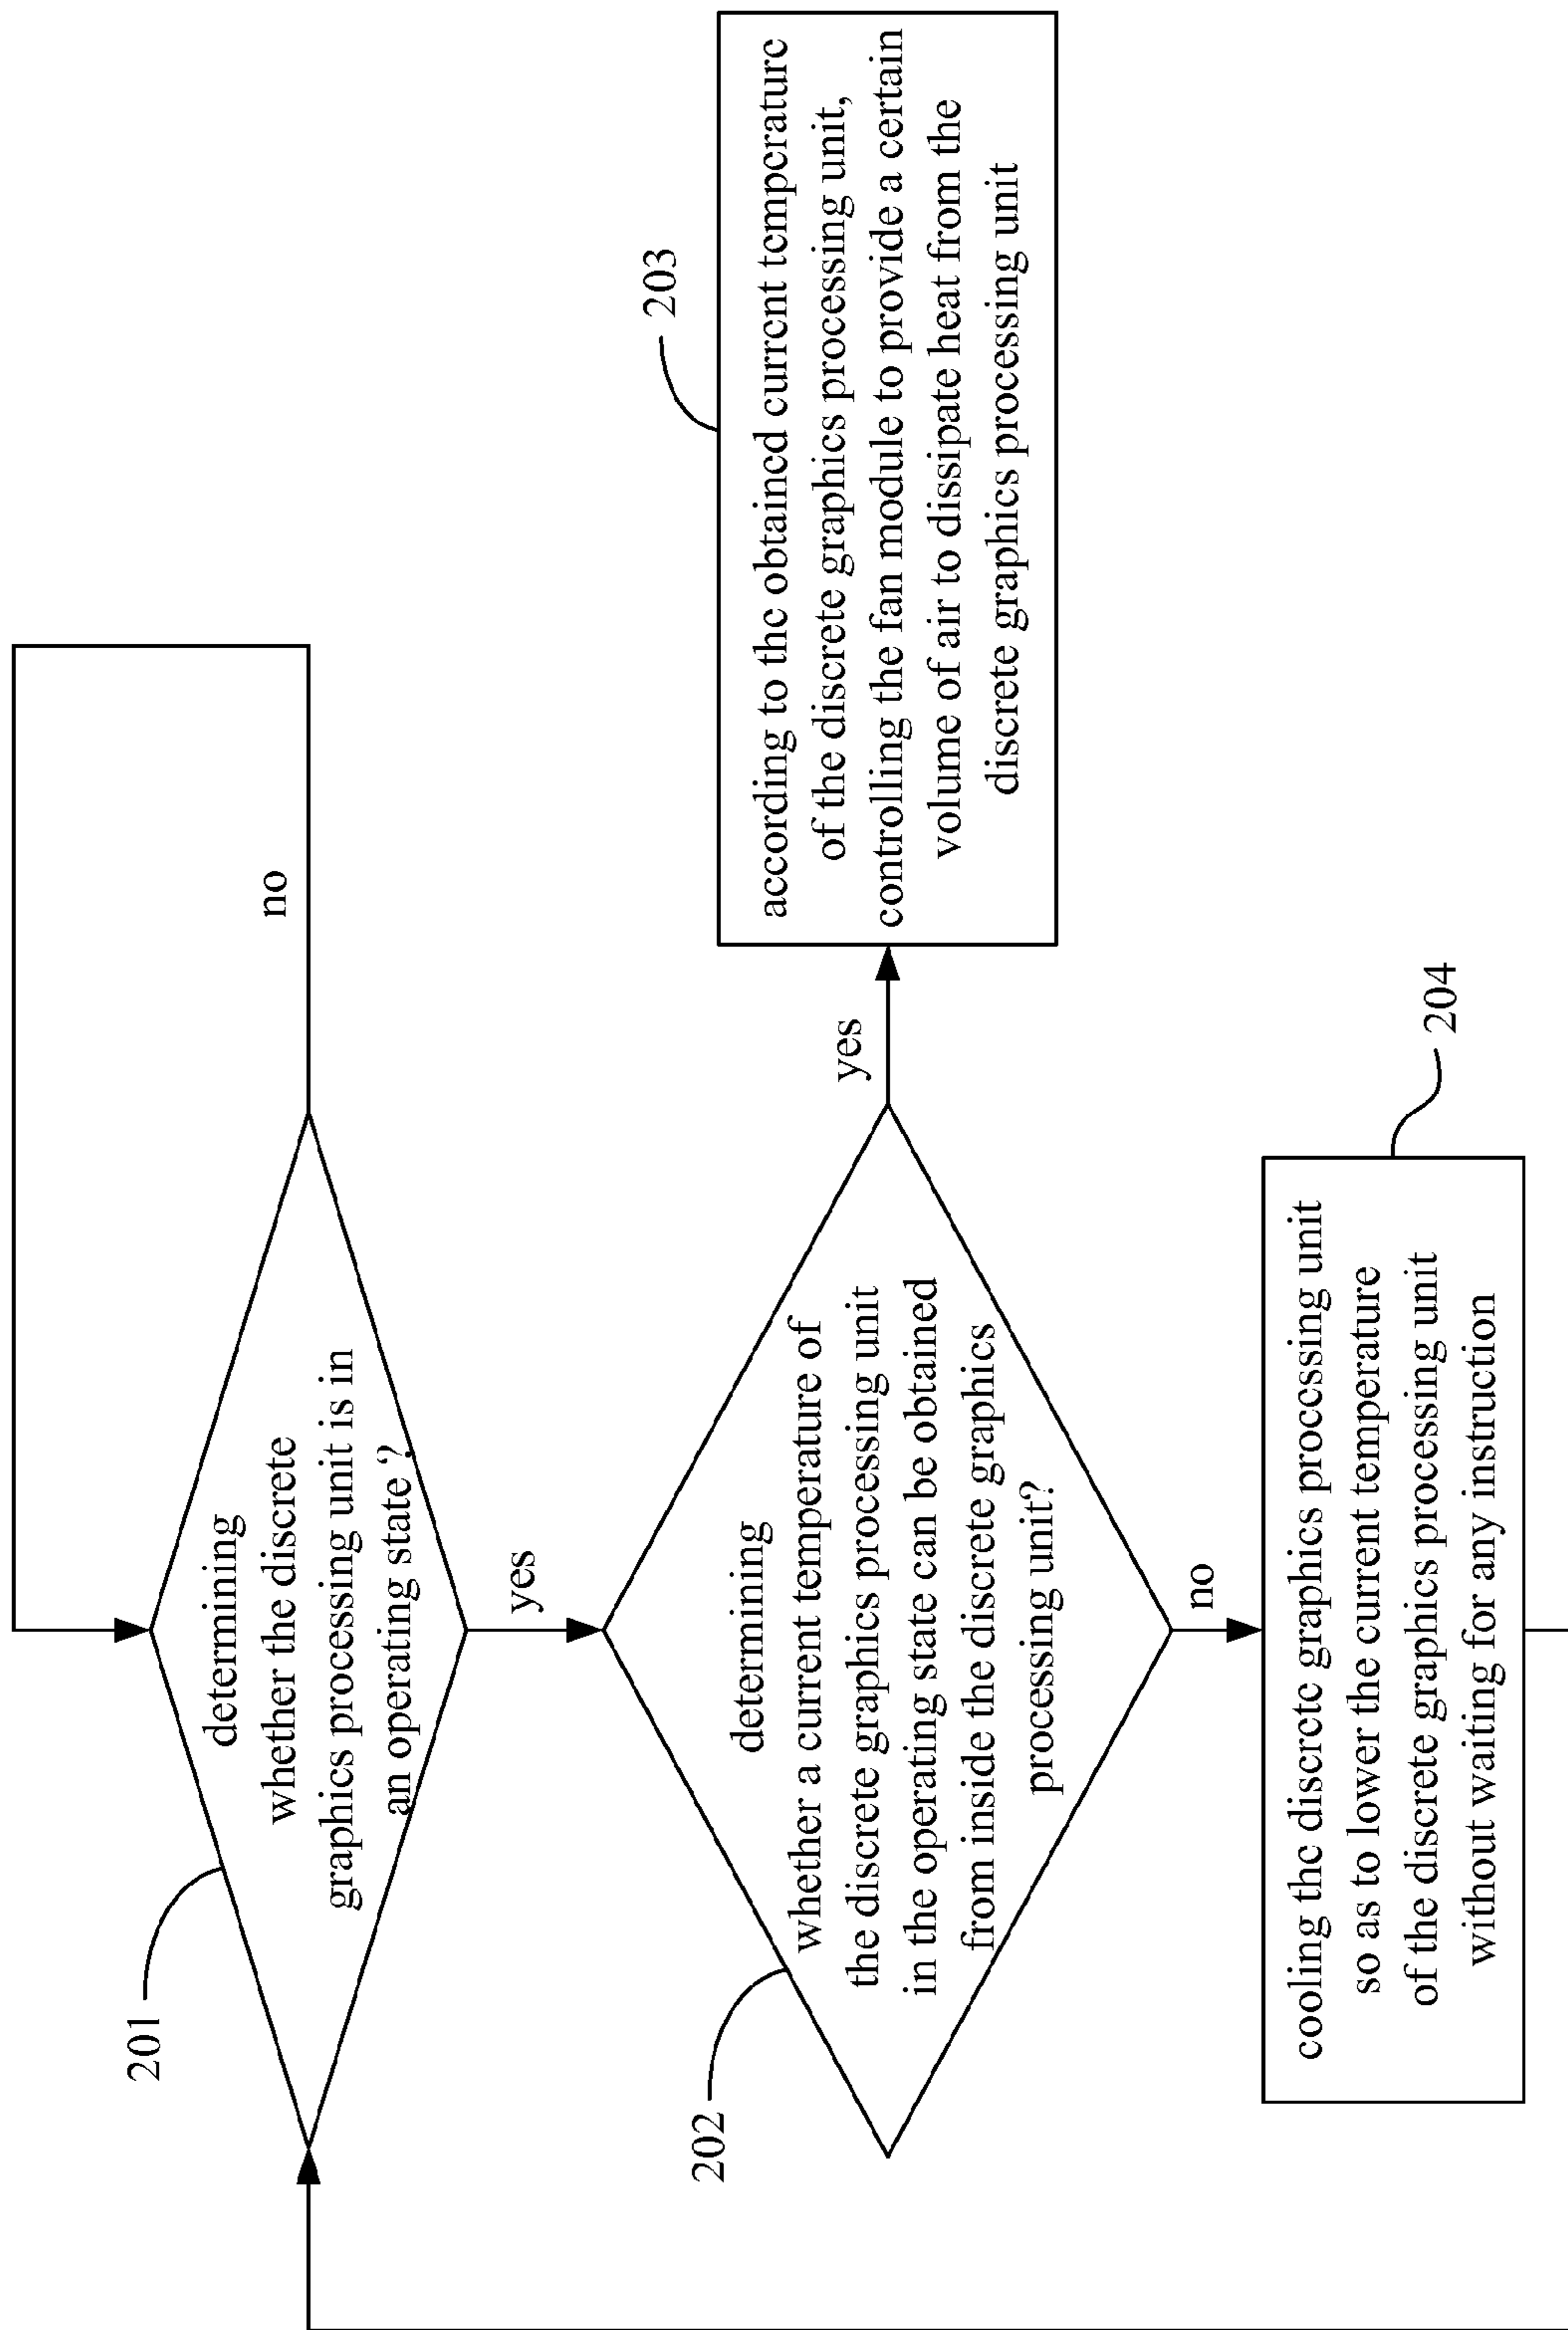 201
determining
whether the discrete
graphics processing unit is in
an operating state ?
no
yes
202
determining
whether a current temperature of
the discrete graphics processing unit
in the operating state can be obtained
from inside the discrete graphics
processing unit?
yes
203
according to the obtained current temperature
of the discrete graphics processing unit,
controlling the fan module to provide a certain
volume of air to dissipate heat from the
discrete graphics processing unit
no
204
cooling the discrete graphics processing unit
so as to lower the current temperature
of the discrete graphics processing unit
without waiting for any instruction